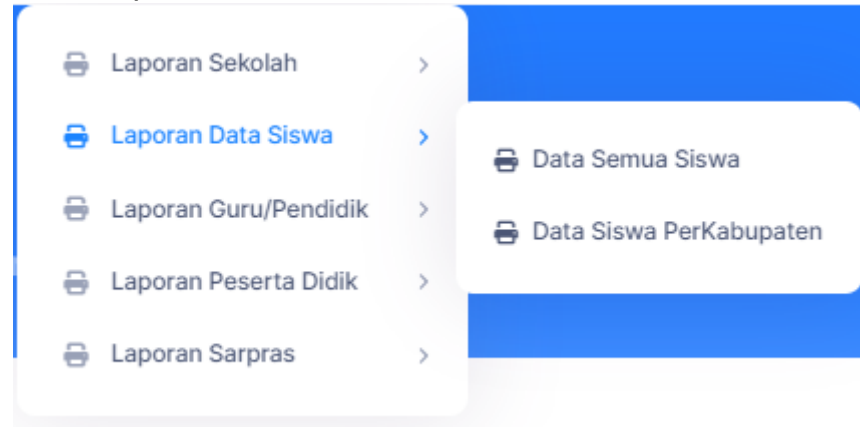 Laporan Sekolah
Laporan Data Siswa
Laporan Guru/Pendidik
Laporan Peserta Didik
Laporan Sarpras
Data Semua Siswa
Data Siswa PerKabupaten